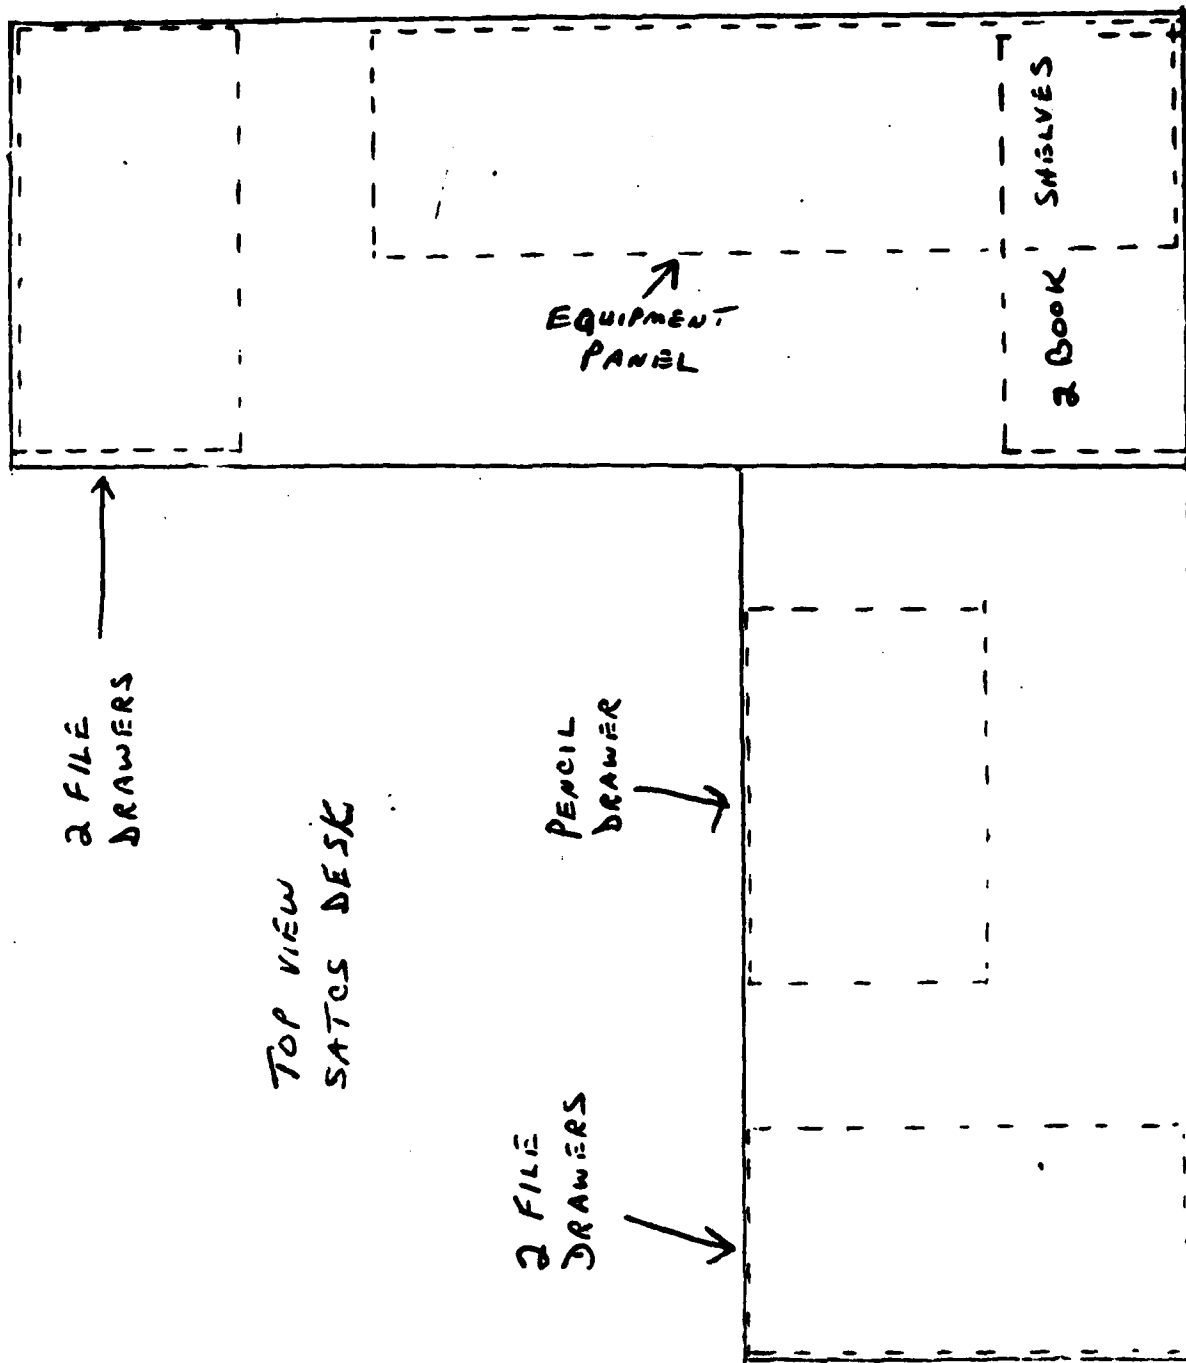 2 FILE
DRAWERS
EQUIPMENT
PANEL
2 BOOK SHELVES
TOP VIEW
SATCS DESK
PENCIL
DRAWER
2 FILE
DRAWERS